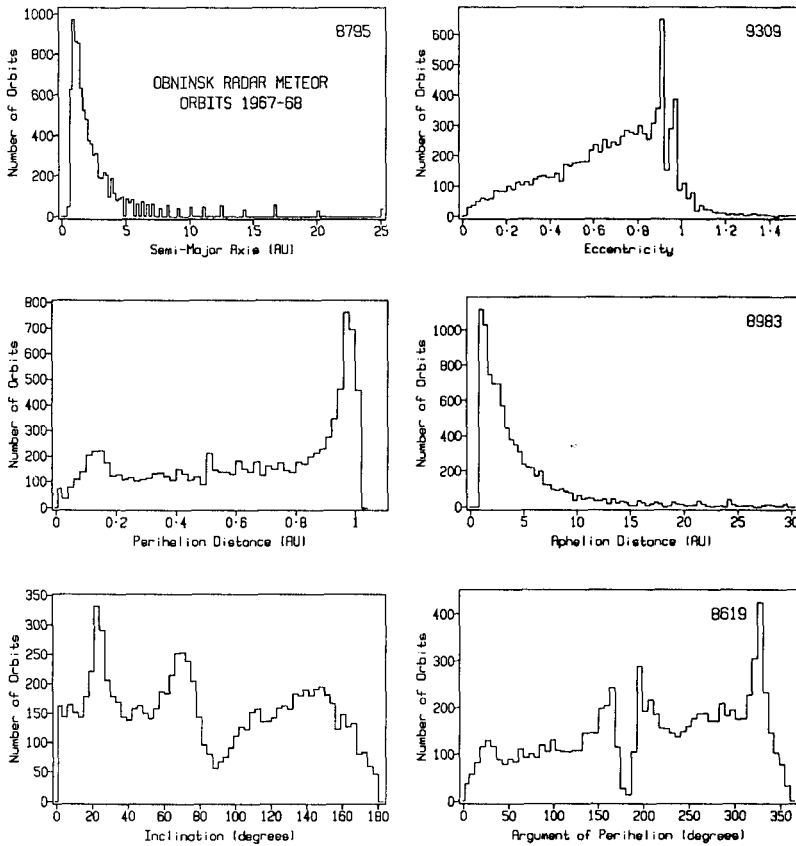 8795
OBNINSK RADAR METEOR
ORBITS 1967-68
Number of Orbits
1000
800
600
400
200
0
0 5 10 15 20 25
Semi-Major Axis (AU)
9309
Number of Orbits
600
500
400
300
200
100
0
0·2 0·4 0·6 0·8 1 1·2 1·4
Eccentricity
Number of Orbits
800
700
600
500
400
300
200
100
0
0 0·2 0·4 0·6 0·8 1
Perihelion Distance (AU)
8983
Number of Orbits
1000
800
600
400
200
0
0 5 10 15 20 25 30
Aphelion Distance (AU)
Number of Orbits
350
300
250
200
150
100
50
0
0 20 40 60 80 100 120 140 160 180
Inclination (degrees)
8619
Number of Orbits
400
300
200
100
0
0 50 100 150 200 250 300 350
Argument of Perihelion (degrees)